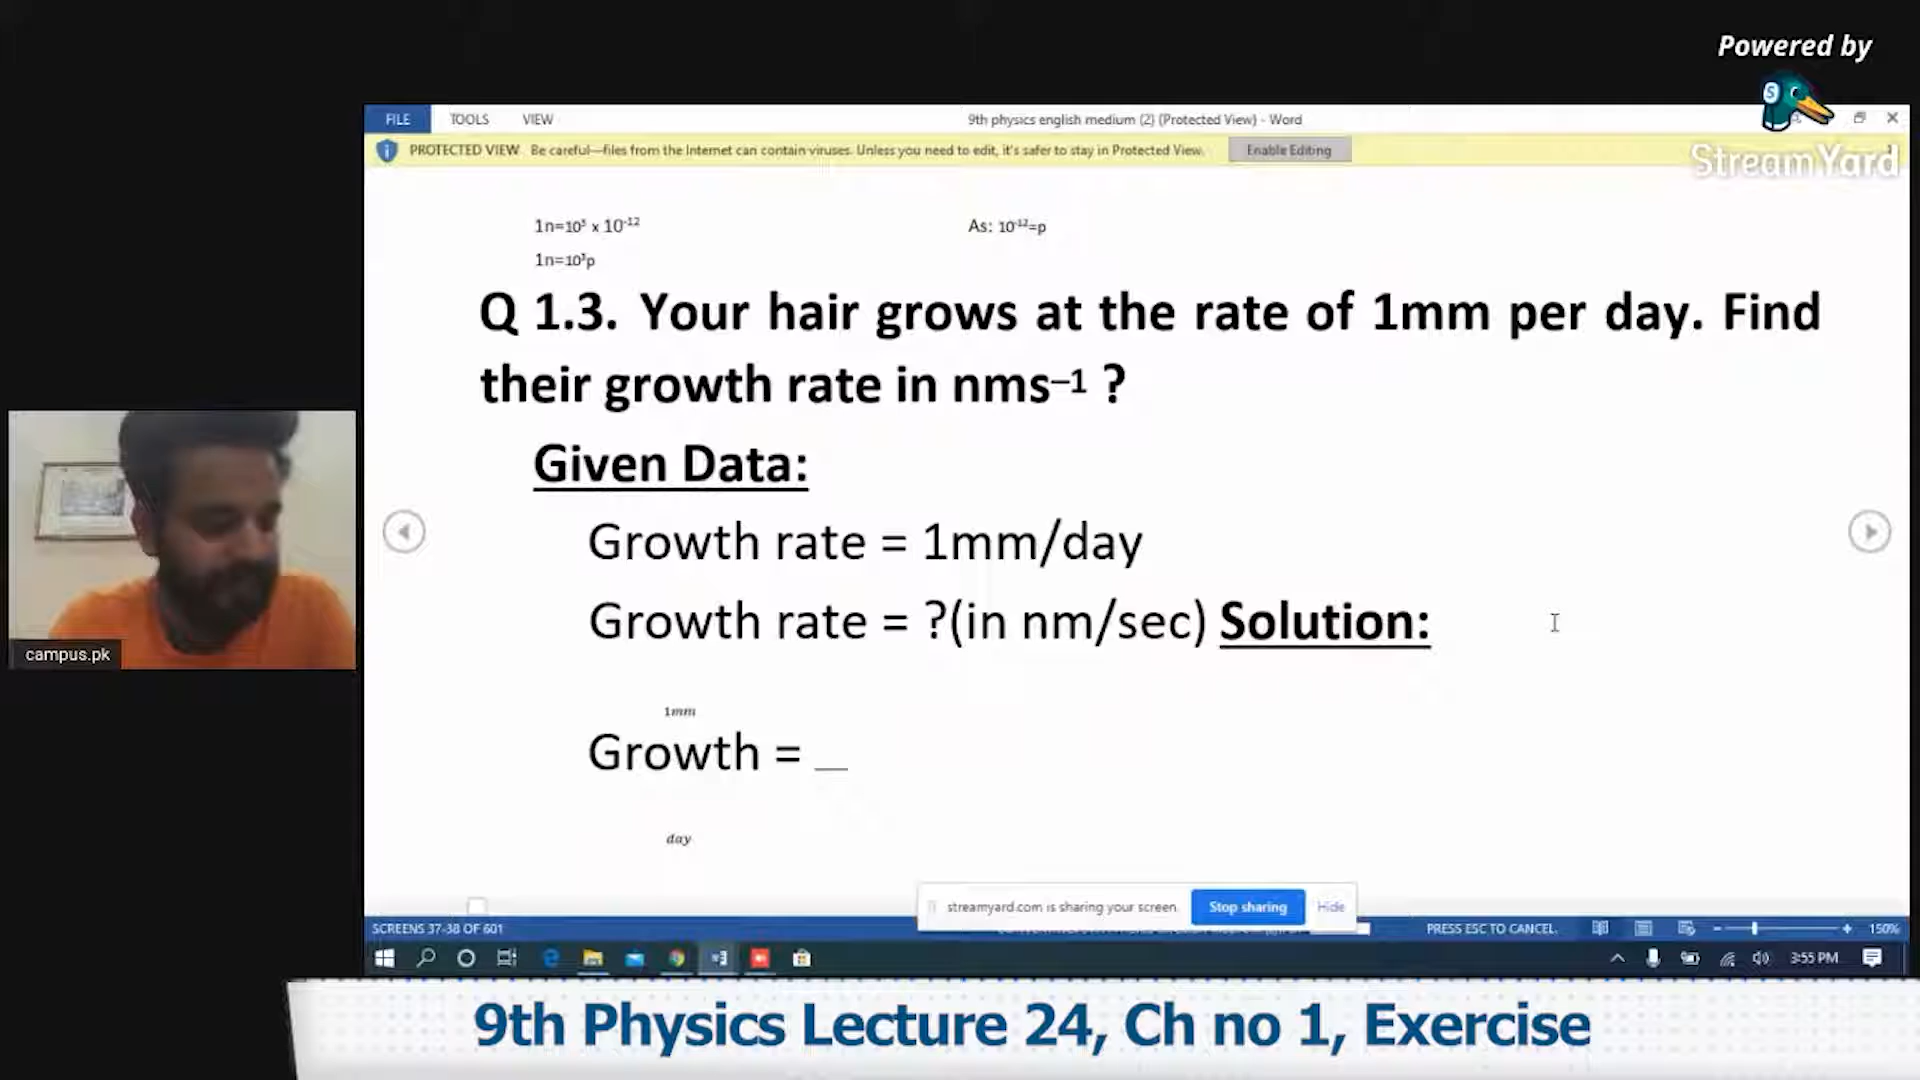 Powered by
StreamYard
FILE TOOLS VIEW 9th physics english medium (2) (Protected View) - Word
PROTECTED VIEW Be careful—files from the Internet can contain viruses. Unless you need to edit, it's safer to stay in Protected View. Enable Editing
1n=10³ x 10⁻¹² As: 10⁻¹²=p
1n=10³p
Q 1.3. Your hair grows at the rate of 1mm per day. Find
their growth rate in nms⁻¹ ?
Given Data:
Growth rate = 1mm/day
Growth rate = ?(in nm/sec) Solution:
1mm
Growth = __
day
campus.pk
streamyard.com is sharing your screen. Stop sharing Hide
SCREENS 37-38 OF 601 PRESS ESC TO CANCEL. 150%
3:55 PM
9th Physics Lecture 24, Ch no 1, Exercise